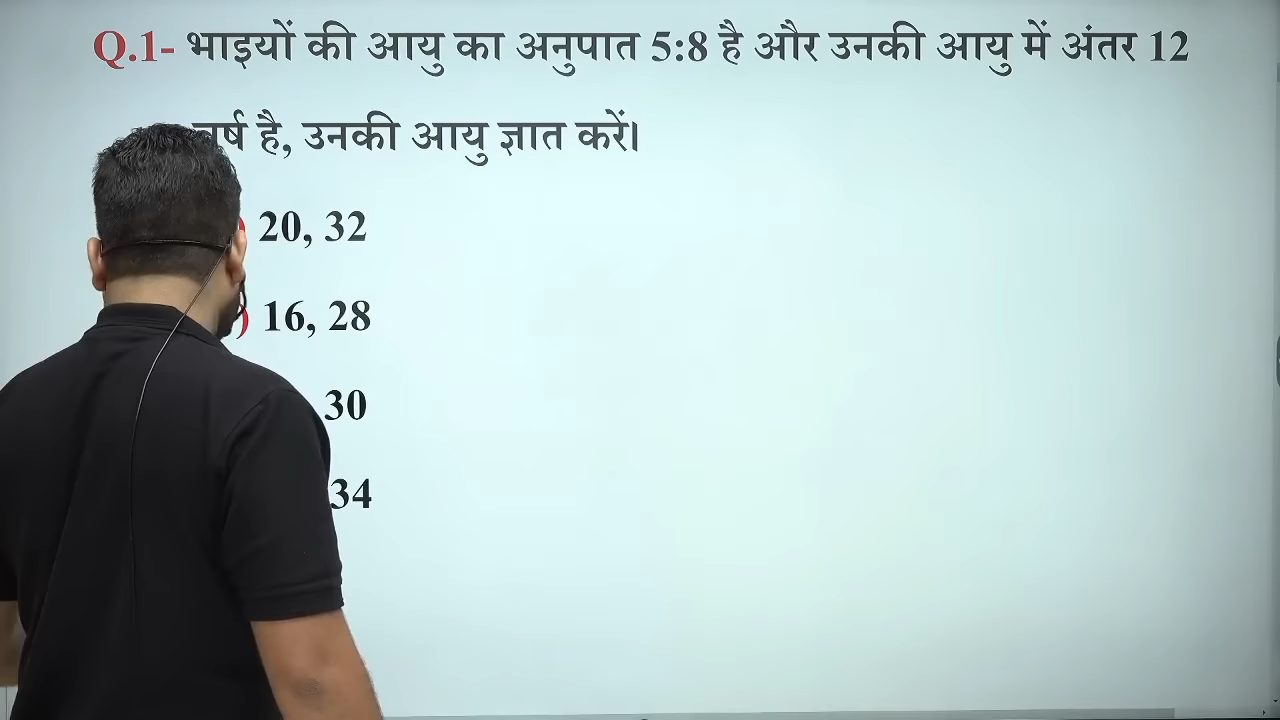 Q.1- भाइयों की आयु का अनुपात 5:8 है और उनकी आयु में अंतर 12
वर्ष है, उनकी आयु ज्ञात करें।
) 20, 32
) 16, 28
, 30
34